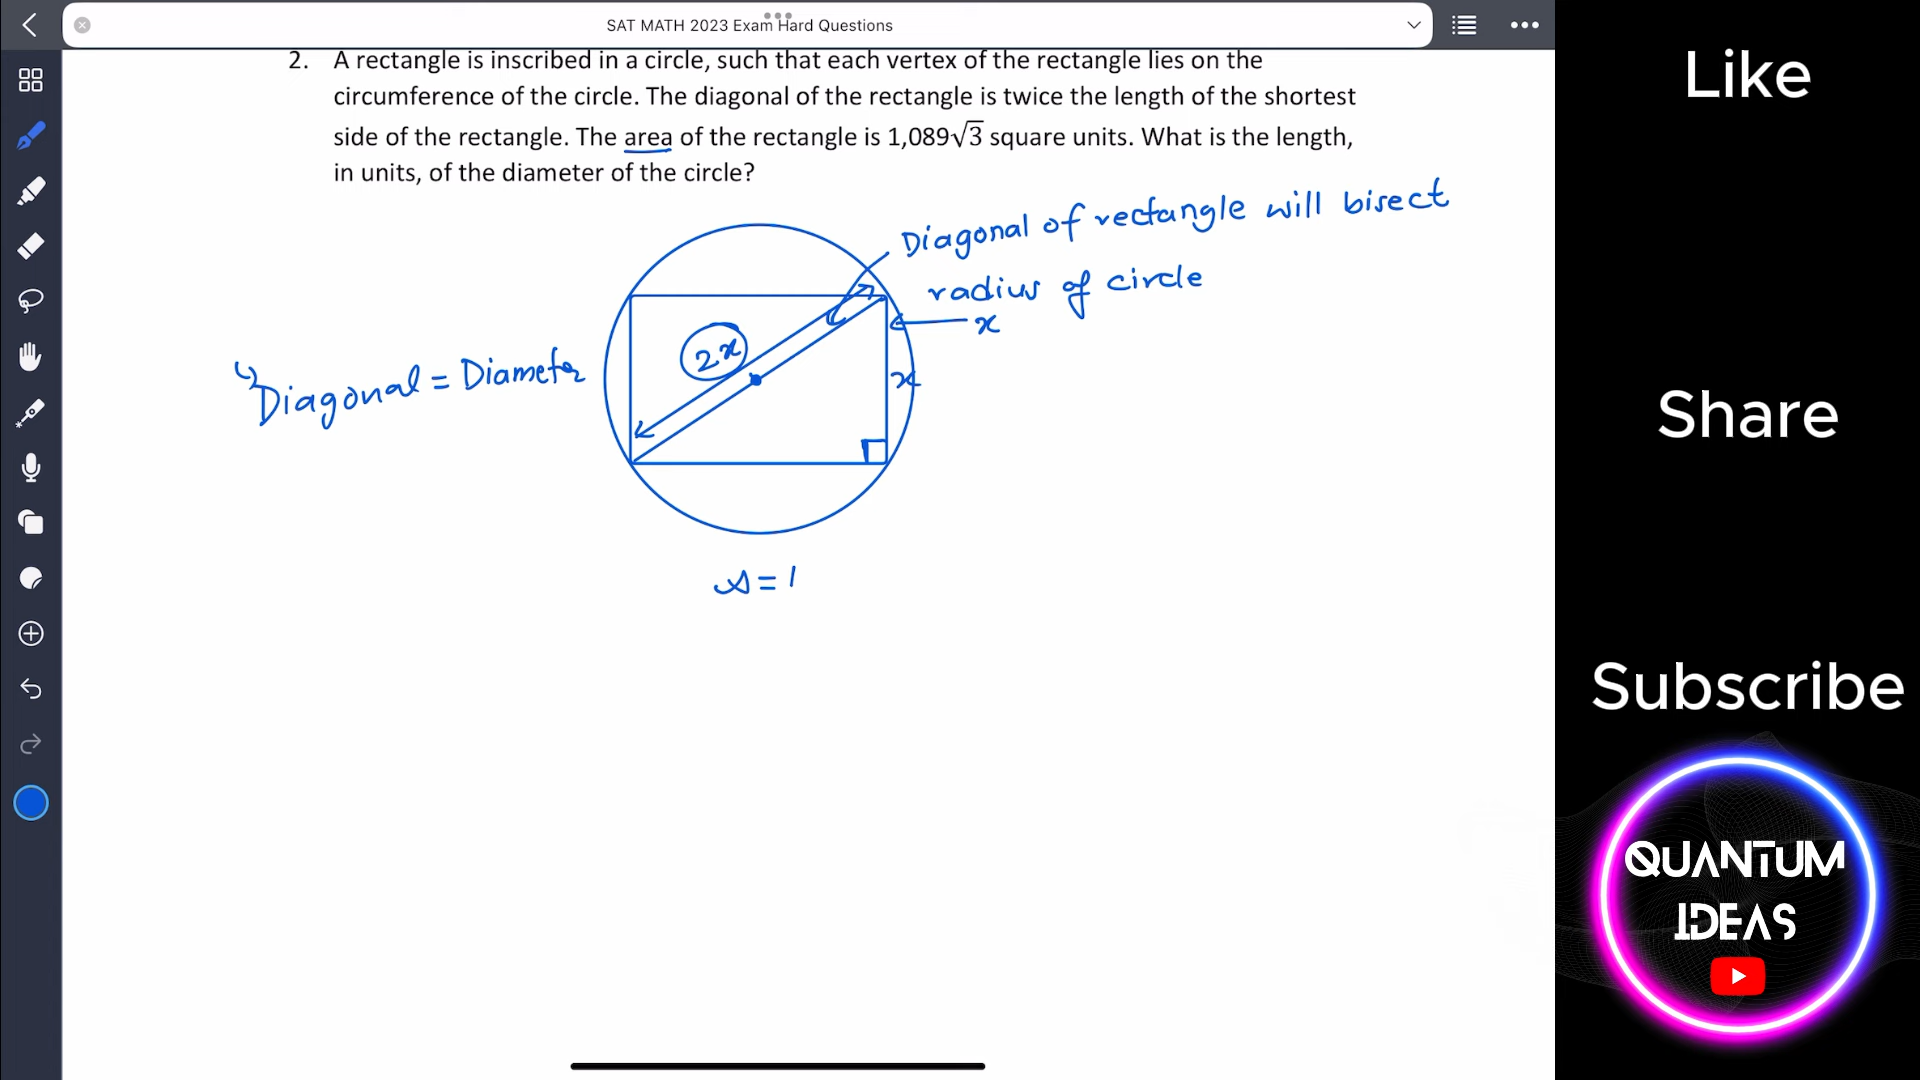 SAT MATH 2023 Exam Hard Questions
2. A rectangle is inscribed in a circle, such that each vertex of the rectangle lies on the
circumference of the circle. The diagonal of the rectangle is twice the length of the shortest
side of the rectangle. The area of the rectangle is 1,089√3 square units. What is the length,
in units, of the diameter of the circle?
Diagonal of rectangle will bisect
radius of circle
x
2x
x
Diagonal = Diameter
Like
Share
Subscribe
QUANTUM
IDEAS